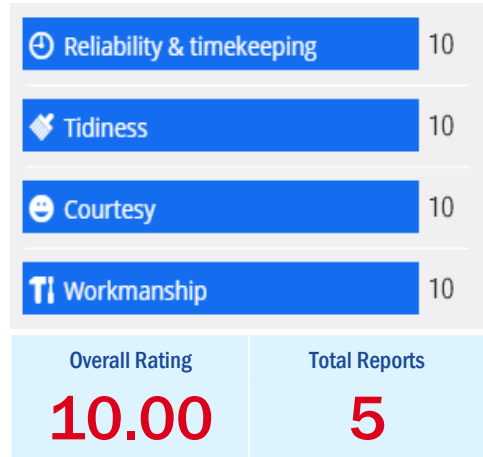 Reliability & timekeeping 10
Tidiness 10
Courtesy 10
Workmanship 10
Overall Rating Total Reports
10.00 5